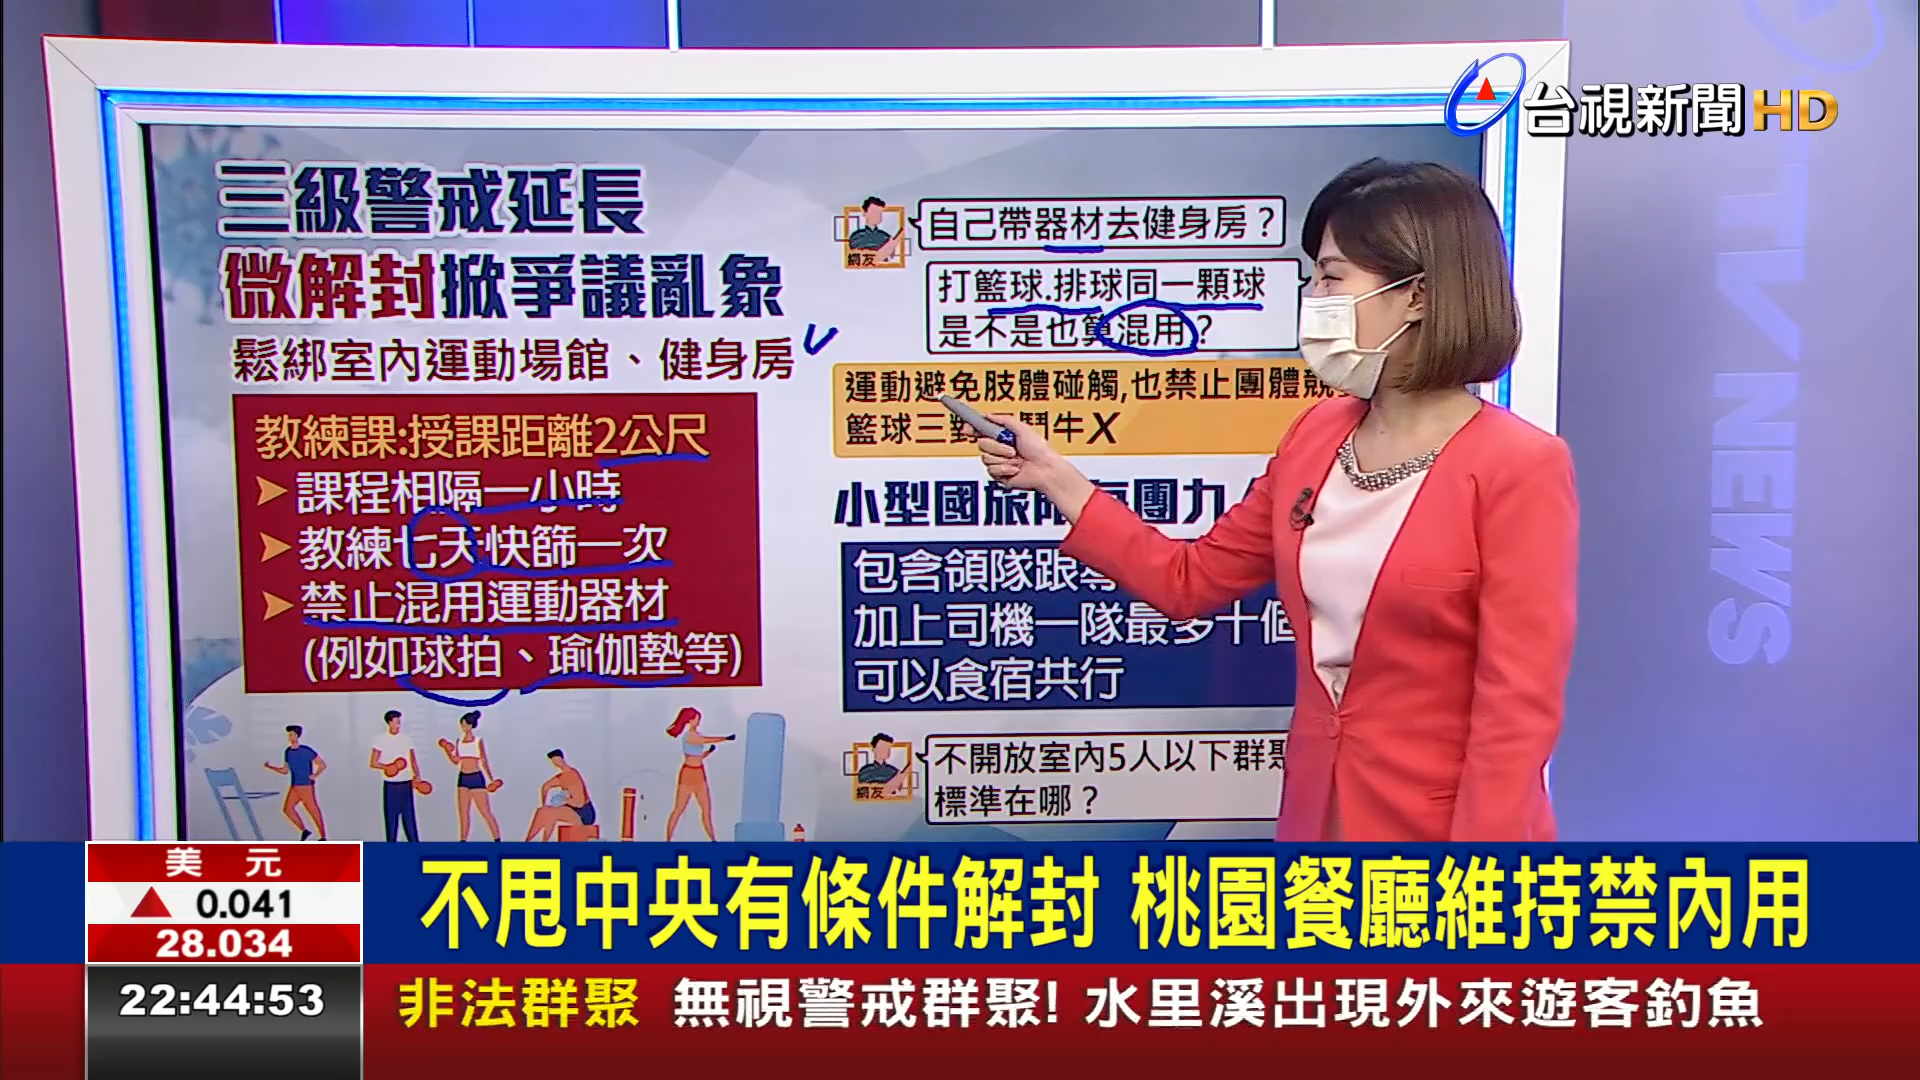 台視新聞HD
三級警戒延長
微解封掀爭議亂象
鬆綁室內運動場館、健身房
教練課:授課距離2公尺
課程相隔一小時
教練七天快篩一次
禁止混用運動器材
(例如球拍、瑜伽墊等)
網友
自己帶器材去健身房？
打籃球.排球同一顆球
是不是也算混用？
運動避免肢體碰觸,也禁止團體競
籃球三對 鬥牛X
小型國旅 團力
包含領隊跟
加上司機一隊最多十個
可以食宿共行
網友
不開放室內5人以下群聚
標準在哪？
TTV NEWS
美元
0.041
28.034
22:44:53
不甩中央有條件解封 桃園餐廳維持禁內用
非法群聚 無視警戒群聚! 水里溪出現外來遊客釣魚